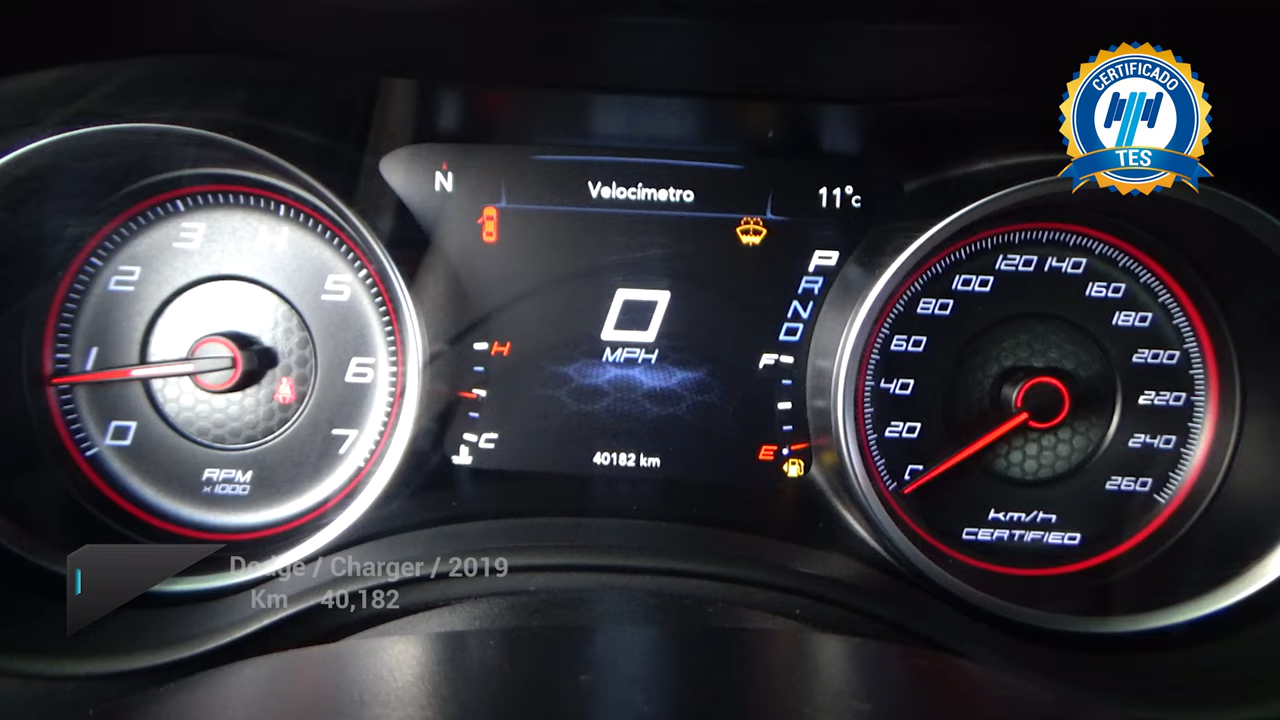 CERTIFICADO
TES
N
Velocímetro
11°C
P
R
N
D
0
MPH
H
C
F
E
40182 km
0
1
2
3
4
5
6
7
RPM
x1000
0
20
40
60
80
100
120
140
160
180
200
220
240
260
km/h
CERTIFIED
Dodge / Charger / 2019
Km 40,182